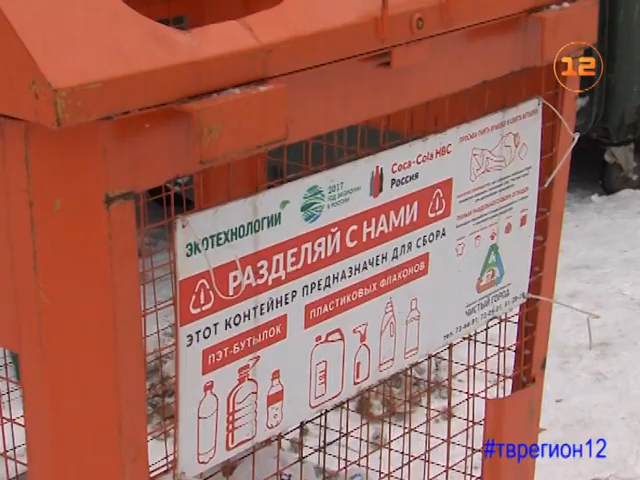 12
ЭКОТЕХНОЛОГИИ
2017
ГОД ЭКОЛОГИИ
В РОССИИ
Coca-Cola HBC
Россия
РАЗДЕЛЯЙ С НАМИ
ЭТОТ КОНТЕЙНЕР ПРЕДНАЗНАЧЕН ДЛЯ СБОРА
ПЭТ-БУТЫЛОК
ПЛАСТИКОВЫХ ФЛАКОНОВ
ЧИСТЫЙ ГОРОД
#тврегион12